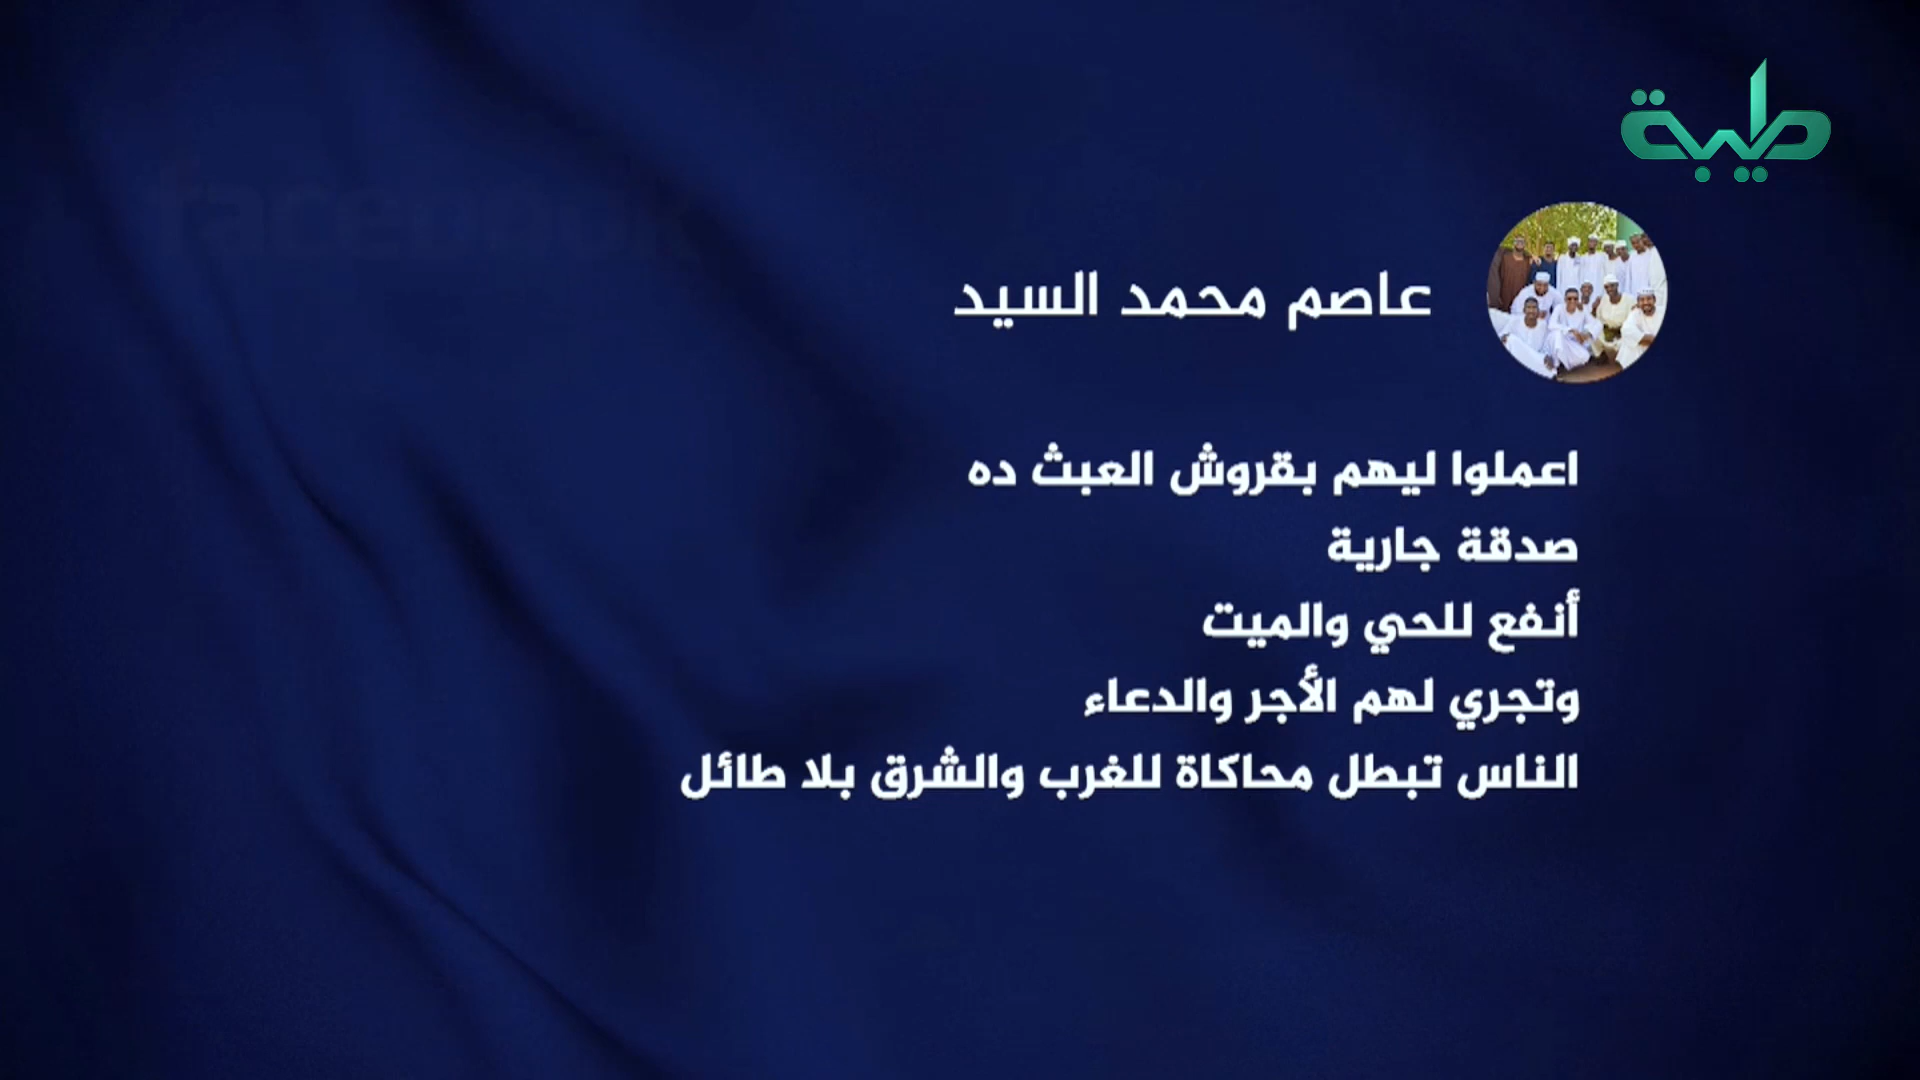 طيبة
facebook
عاصم محمد السيد
اعملوا ليهم بقروش العبث ده
صدقة جارية
أنفع للحي والميت
وتجري لهم الأجر والدعاء
الناس تبطل محاكاة للغرب والشرق بلا طائل